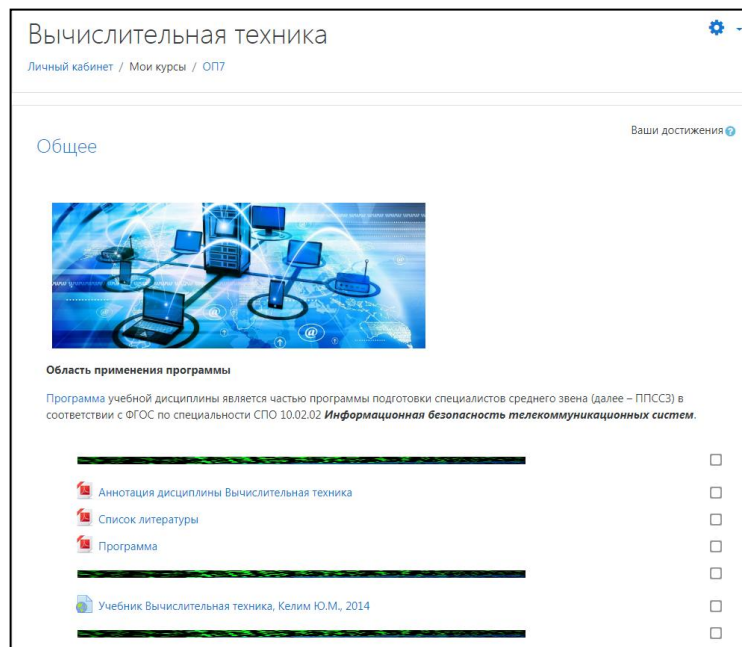 Вычислительная техника
Личный кабинет / Мои курсы / ОП7
Ваши достижения
Общее
Область применения программы
Программа учебной дисциплины является частью программы подготовки специалистов среднего звена (далее – ППССЗ) в
соответствии с ФГОС по специальности СПО 10.02.02 Информационная безопасность телекоммуникационных систем.
Аннотация дисциплины Вычислительная техника
Список литературы
Программа
Учебник Вычислительная техника, Келим Ю.М., 2014